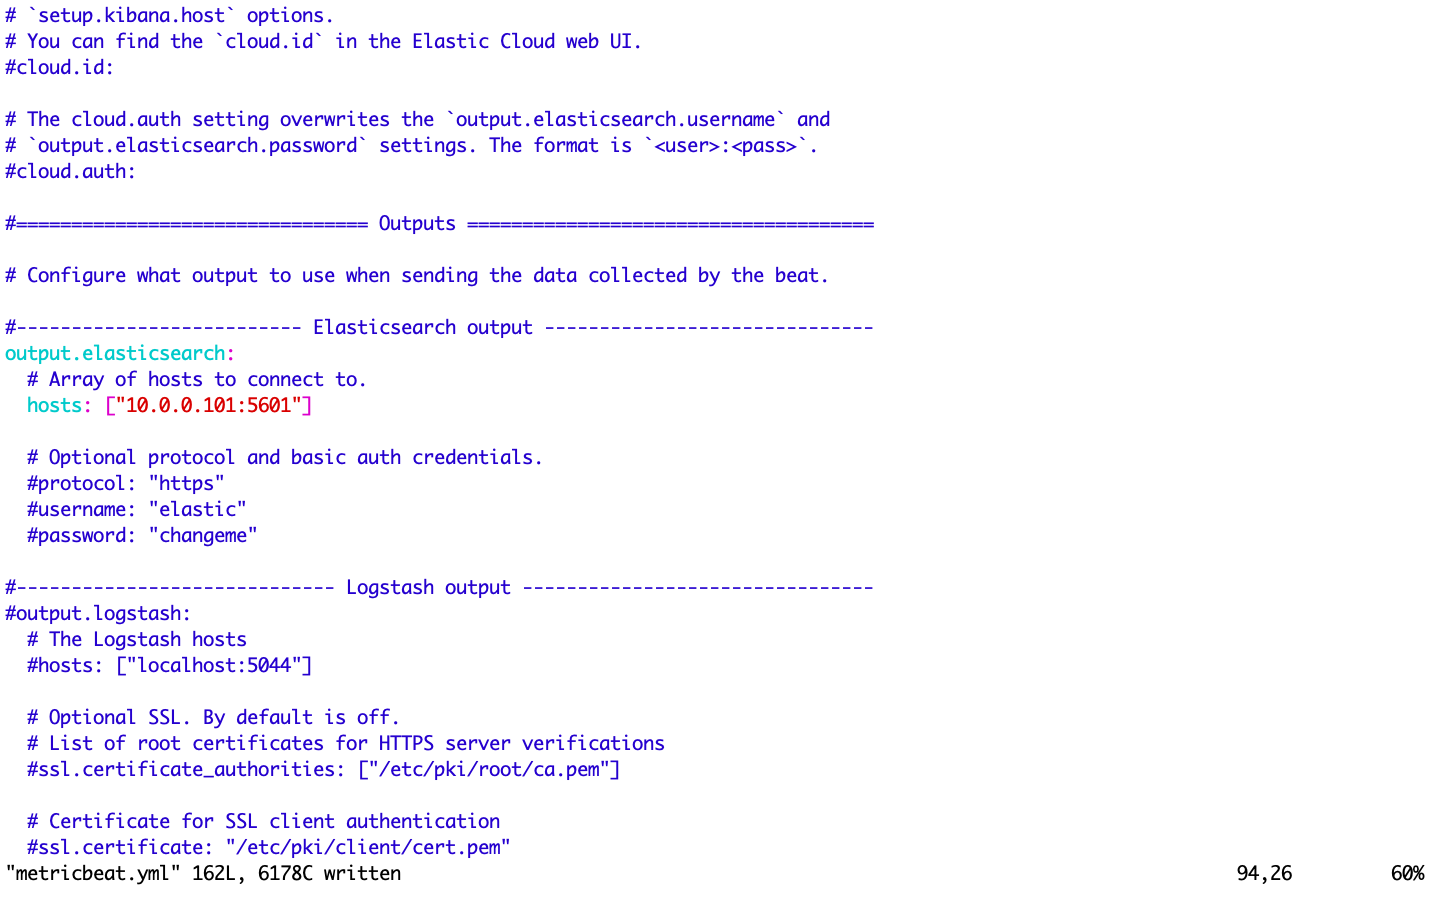 # `setup.kibana.host` options.
# You can find the `cloud.id` in the Elastic Cloud web UI.
#cloud.id:

# The cloud.auth setting overwrites the `output.elasticsearch.username` and
# `output.elasticsearch.password` settings. The format is `<user>:<pass>`.
#cloud.auth:

#================================ Outputs =====================================

# Configure what output to use when sending the data collected by the beat.

#-------------------------- Elasticsearch output ------------------------------
output.elasticsearch:
  # Array of hosts to connect to.
  hosts: ["10.0.0.101:5601"]

  # Optional protocol and basic auth credentials.
  #protocol: "https"
  #username: "elastic"
  #password: "changeme"

#----------------------------- Logstash output --------------------------------
#output.logstash:
  # The Logstash hosts
  #hosts: ["localhost:5044"]

  # Optional SSL. By default is off.
  # List of root certificates for HTTPS server verifications
  #ssl.certificate_authorities: ["/etc/pki/root/ca.pem"]

  # Certificate for SSL client authentication
  #ssl.certificate: "/etc/pki/client/cert.pem"
"metricbeat.yml" 162L, 6178C written 94,26 60%